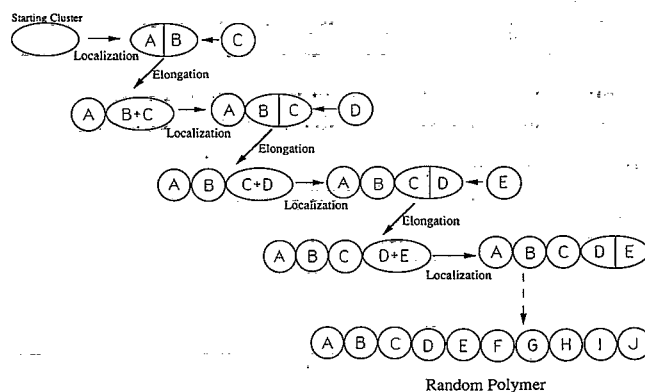 Starting Cluster
A B C
Localization
Elongation
A B+C A B C D
Localization
Elongation
A B C+D A B C D E
Localization
Elongation
A B C D+E A B C D E
Localization
A B C D E F G H I J
Random Polymer